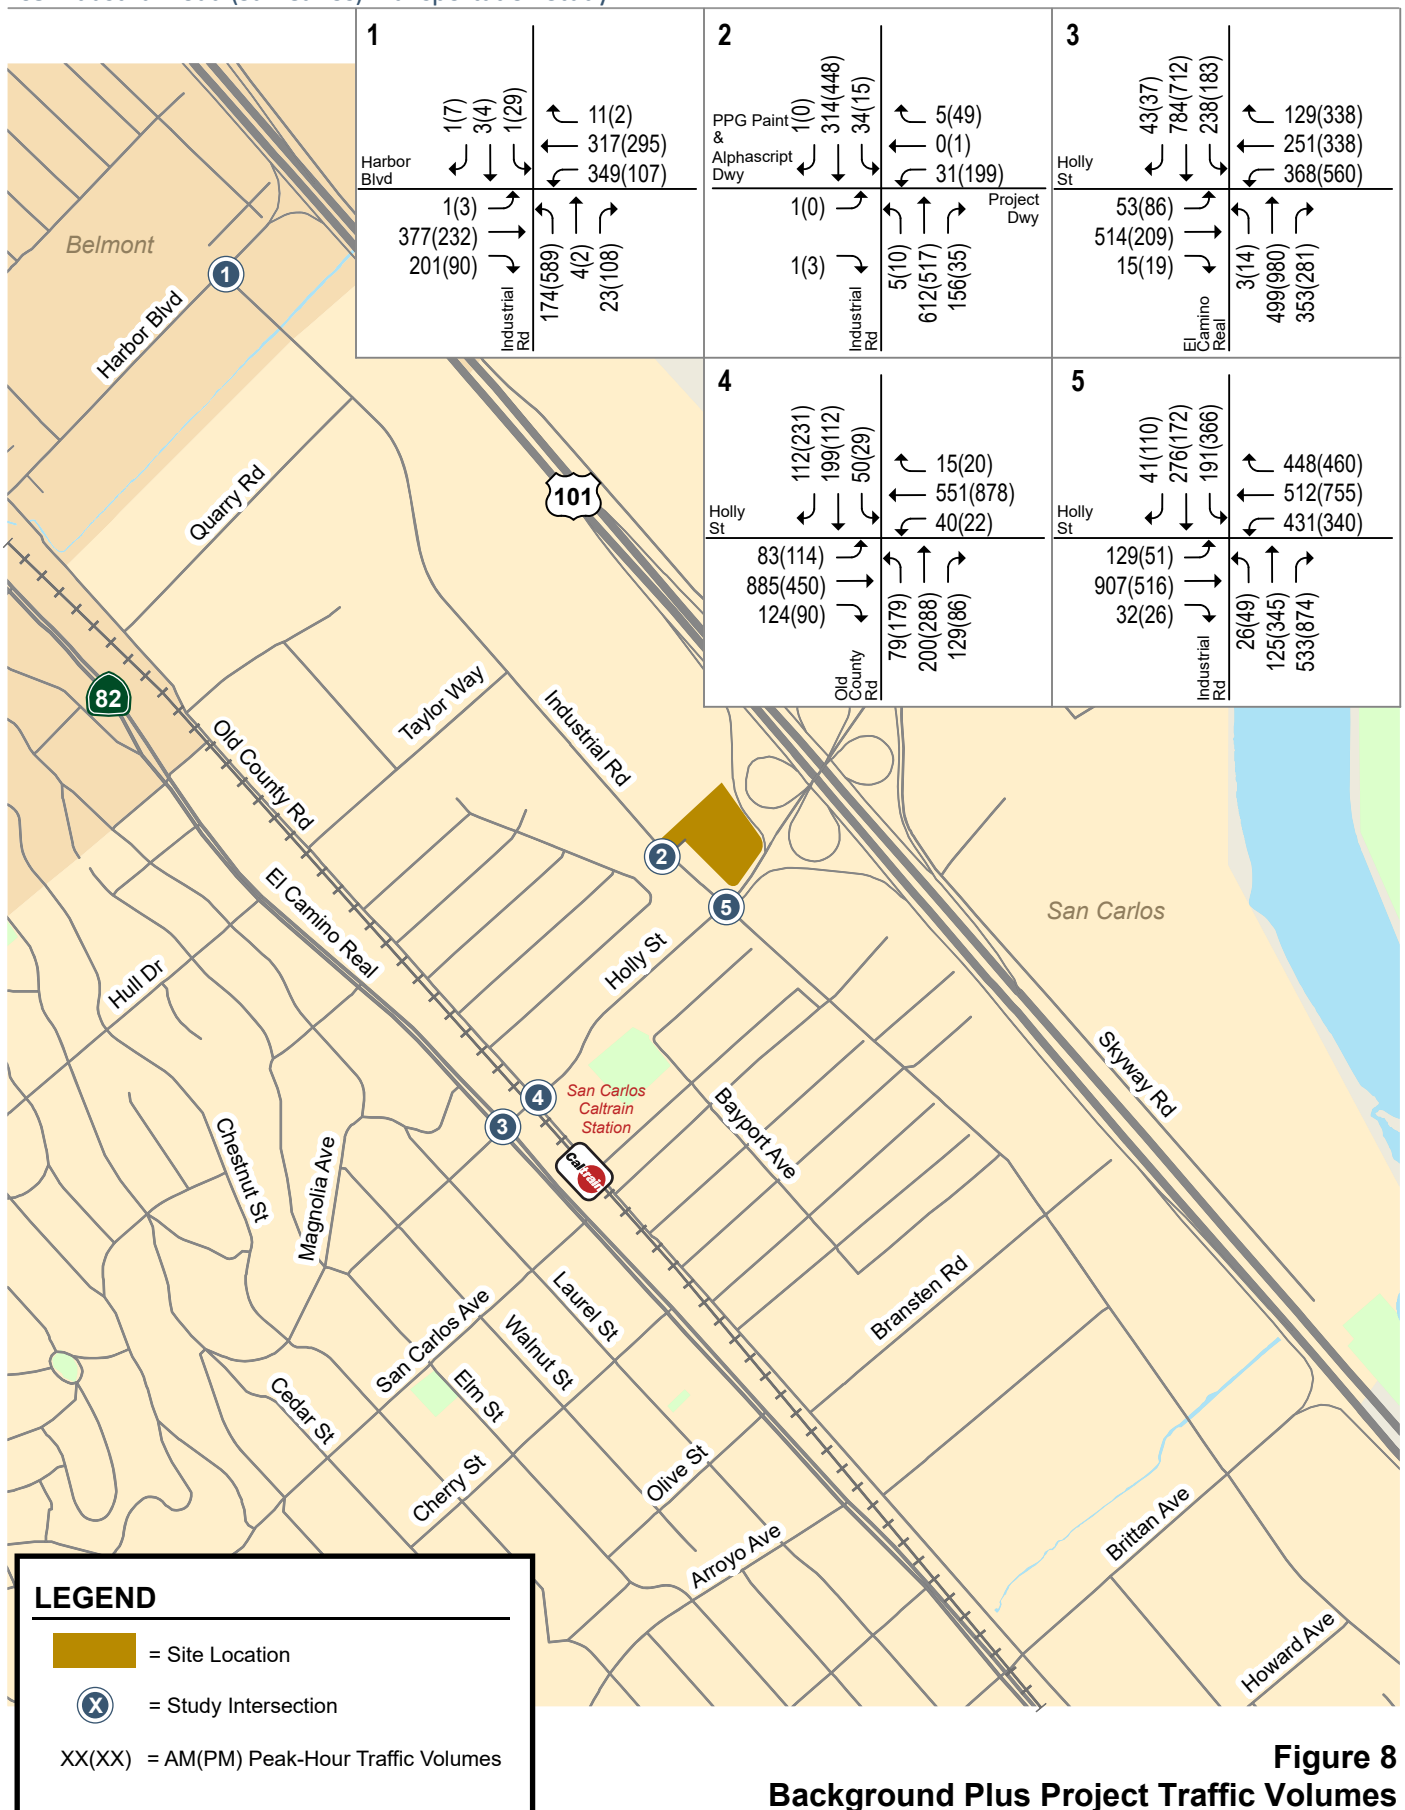 1
1(7)
3(4)
1(29)
11(2)
317(295)
349(107)
Harbor
Blvd
1(3)
377(232)
201(90)
174(589)
4(2)
23(108)
Industrial
Rd
2
1(0)
314(448)
34(15)
5(49)
0(1)
31(199)
PPG Paint
&
Alphascript
Dwy
Project
Dwy
1(0)
1(3)
5(10)
612(517)
156(35)
Industrial
Rd
3
43(37)
784(712)
238(183)
129(338)
251(338)
368(560)
Holly
St
53(86)
514(209)
15(19)
3(14)
499(980)
353(281)
El
Camino
Real
4
112(231)
199(112)
50(29)
15(20)
551(878)
40(22)
Holly
St
83(114)
885(450)
124(90)
79(179)
200(288)
129(86)
Old
County
Rd
5
41(110)
276(172)
191(366)
448(460)
512(755)
431(340)
Holly
St
129(51)
907(516)
32(26)
26(49)
125(345)
533(874)
Industrial
Rd
Belmont
1
Harbor Blvd
Quarry Rd
101
82
Taylor Way
Industrial Rd
Old County Rd
2
5
El Camino Real
San Carlos
Holly St
Hull Dr
Skyway Rd
4
San Carlos
Caltrain
Station
3
Caltrain
Bayport Ave
Chestnut St
Magnolia Ave
Bransten Rd
Laurel St
San Carlos Ave
Walnut St
Elm St
Cedar St
Cherry St
Olive St
Arroyo Ave
Brittan Ave
Howard Ave
LEGEND
= Site Location
X = Study Intersection
XX(XX) = AM(PM) Peak-Hour Traffic Volumes
Figure 8
Background Plus Project Traffic Volumes